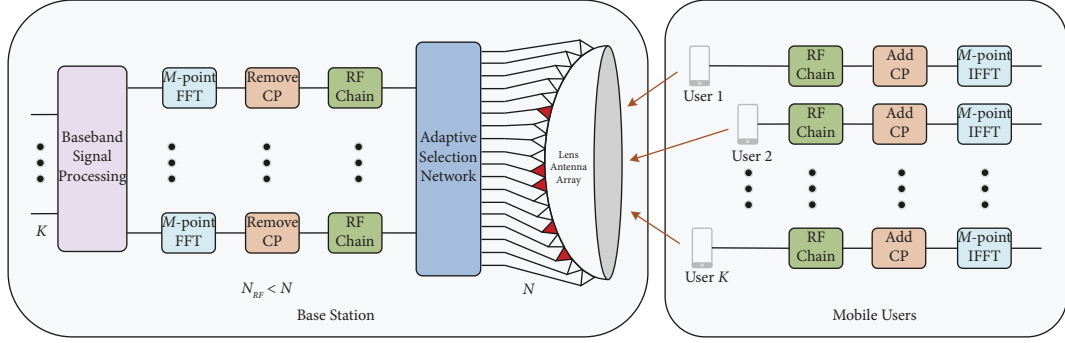 Baseband
Signal
Processing
K
M-point
FFT
Remove
CP
RF
Chain
M-point
FFT
Remove
CP
RF
Chain
Adaptive
Selection
Network
Lens
Antenna
Array
N
N_RF < N
Base Station
User 1
RF
Chain
Add
CP
M-point
IFFT
User 2
RF
Chain
Add
CP
M-point
IFFT
User K
RF
Chain
Add
CP
M-point
IFFT
Mobile Users